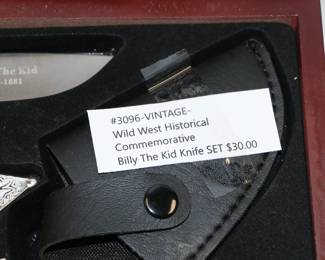 The Kid
-1881
#3096-VINTAGE-
Wild West Historical
Commemorative
Billy The Kid Knife SET $30.00